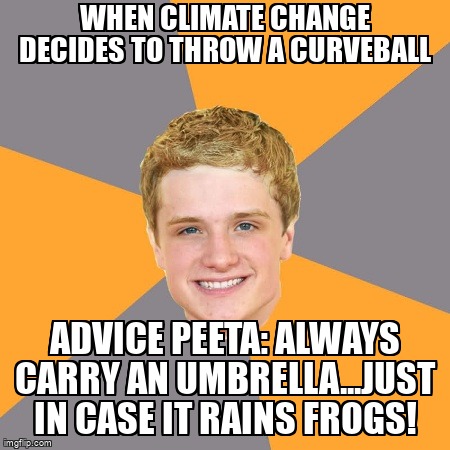 WHEN CLIMATE CHANGE
DECIDES TO THROW A CURVEBALL
ADVICE PEETA: ALWAYS
CARRY AN UMBRELLA...JUST
IN CASE IT RAINS FROGS!
imgflip.com